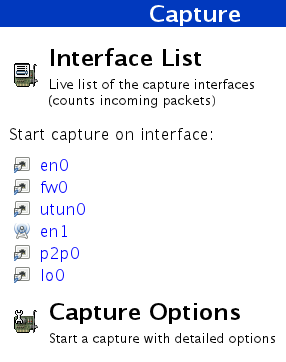 Capture
Interface List
Live list of the capture interfaces
(counts incoming packets)
Start capture on interface:
en0
fw0
utun0
en1
p2p0
lo0
Capture Options
Start a capture with detailed options